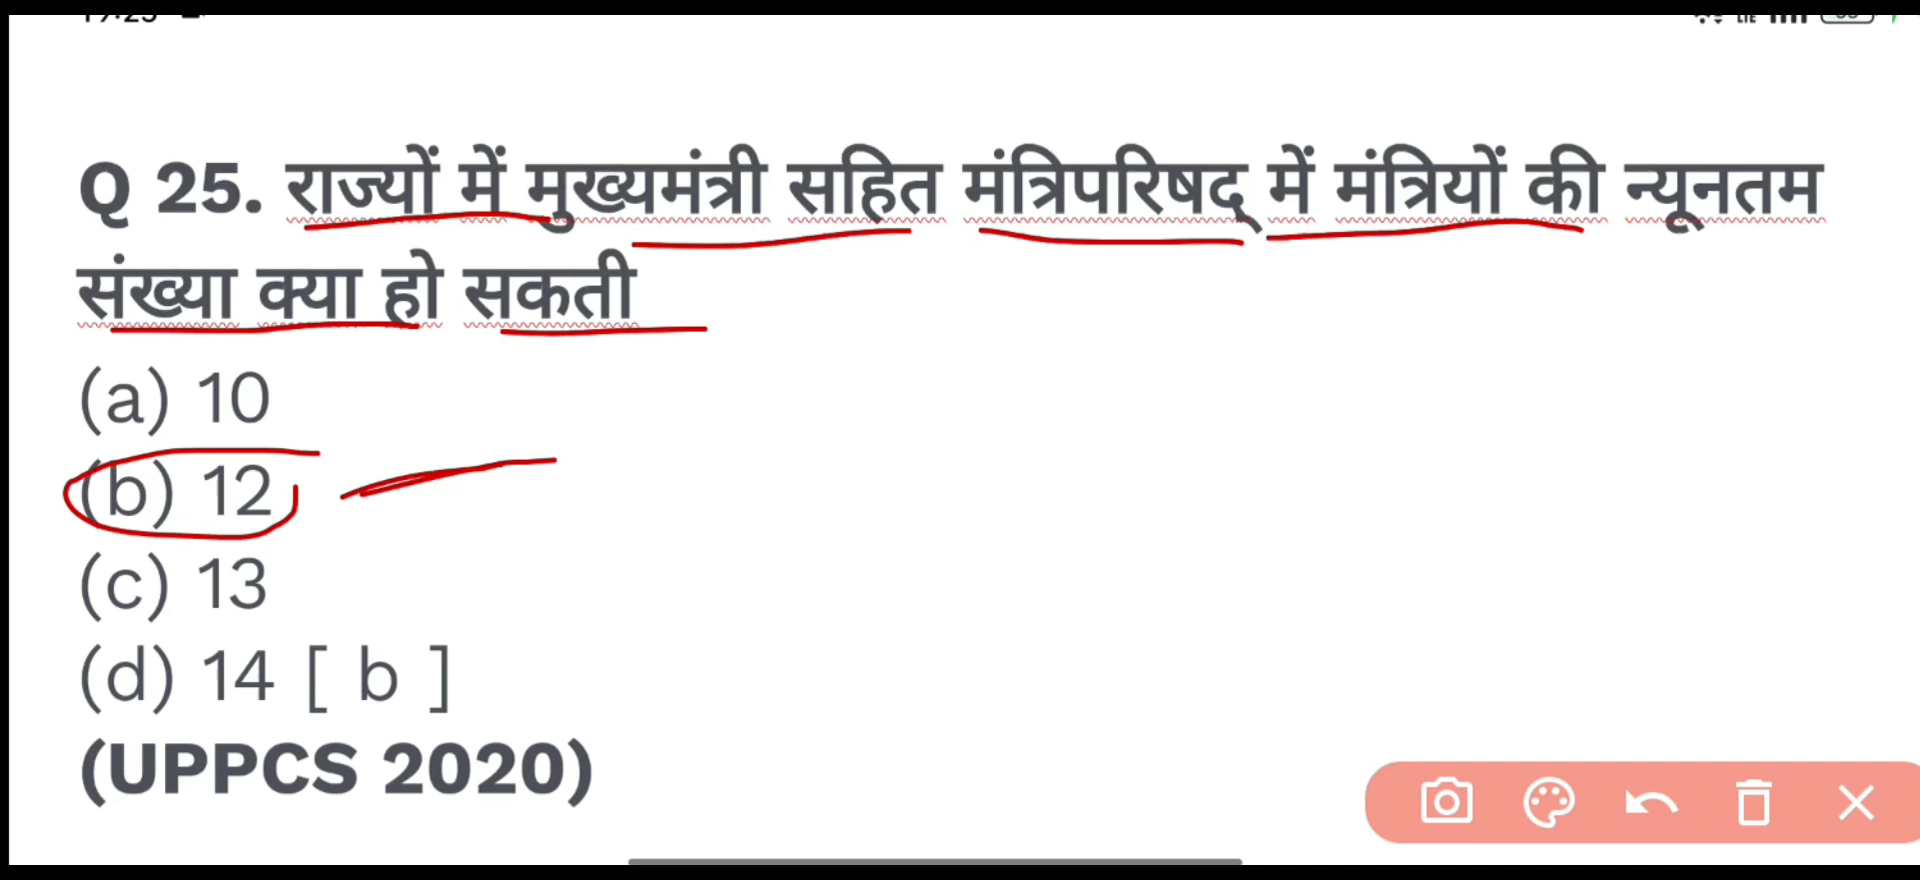 Q 25. राज्यों में मुख्यमंत्री सहित मंत्रिपरिषद् में मंत्रियों की न्यूनतम
संख्या क्या हो सकती
(a) 10
(b) 12
(c) 13
(d) 14 [ b ]
(UPPCS 2020)